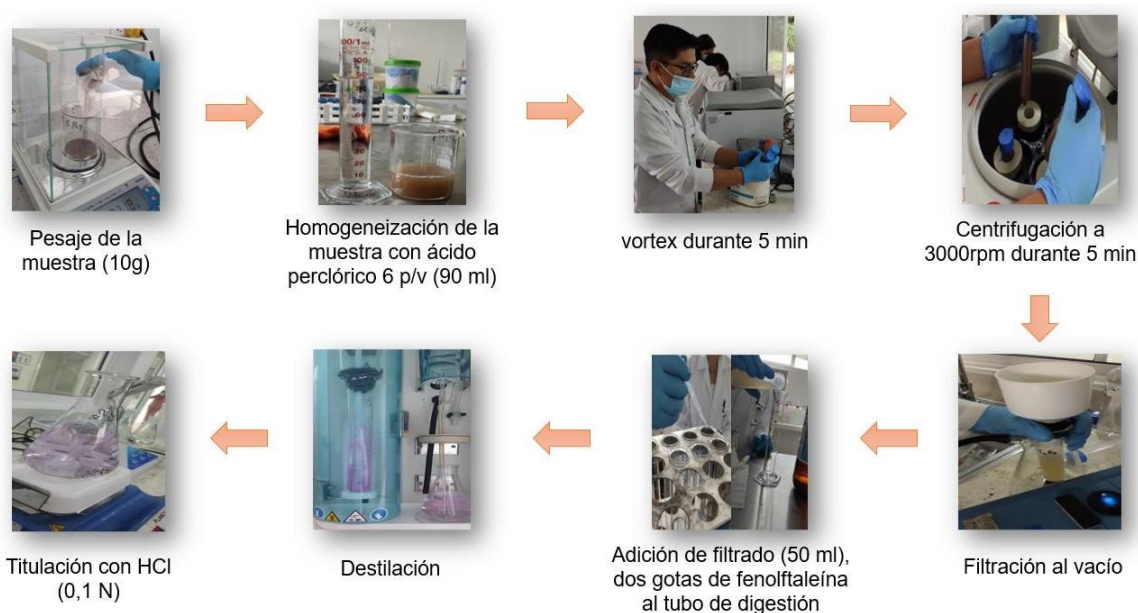 Pesaje de la
muestra (10g)
Homogeneización de la
muestra con ácido
perclórico 6 p/v (90 ml)
vortex durante 5 min
Centrifugación a
3000rpm durante 5 min
Filtración al vacío
Adición de filtrado (50 ml),
dos gotas de fenolftaleína
al tubo de digestión
Destilación
Titulación con HCl
(0,1 N)